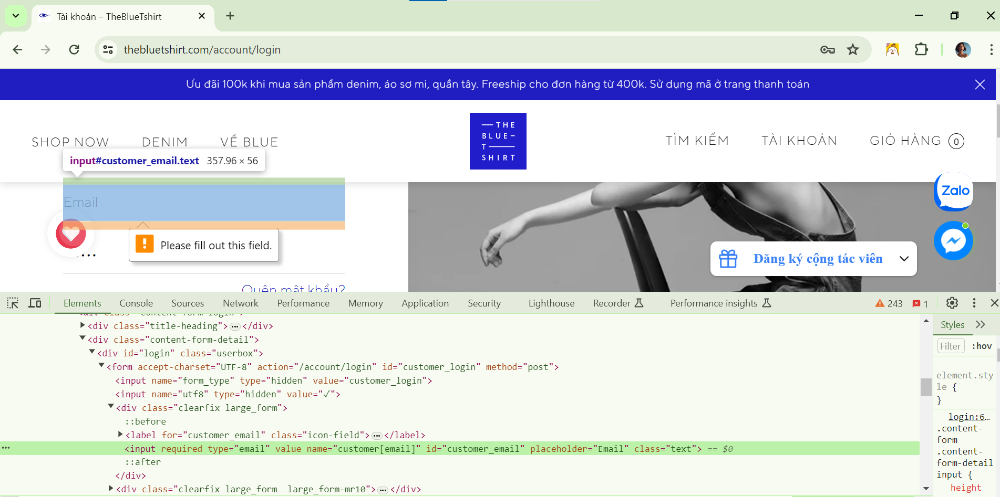 Tài khoản – TheBlueTshirt
thebluetshirt.com/account/login
Ưu đãi 100k khi mua sản phẩm denim, áo sơ mi, quần tây. Freeship cho đơn hàng từ 400k. Sử dụng mã ở trang thanh toán
SHOP NOW DENIM VỀ BLUE
THE
BLUE
T
SHIRT
TÌM KIẾM TÀI KHOẢN GIỎ HÀNG 0
input#customer_email.text 357.96 × 56
Email
Please fill out this field.
Quên mật khẩu?
Zalo
Đăng ký cộng tác viên
Elements Console Sources Network Performance Memory Application Security Lighthouse Recorder Performance insights 243 1
<div class="content-form-login">
<div class="title-heading">…</div>
<div class="content-form-detail">
<div id="login" class="userbox">
<form accept-charset="UTF-8" action="/account/login" id="customer_login" method="post">
<input name="form_type" type="hidden" value="customer_login">
<input name="utf8" type="hidden" value="✓">
<div class="clearfix large_form">
::before
<label for="customer_email" class="icon-field">…</label>
<input required type="email" value name="customer[email]" id="customer_email" placeholder="Email" class="text"> == $0
::after
</div>
<div class="clearfix large_form  large_form-mr10">…</div>
Styles
Filter :hov
element.sty
le {
}
login:6…
.content-
form
.content-
form-detail
input {
height